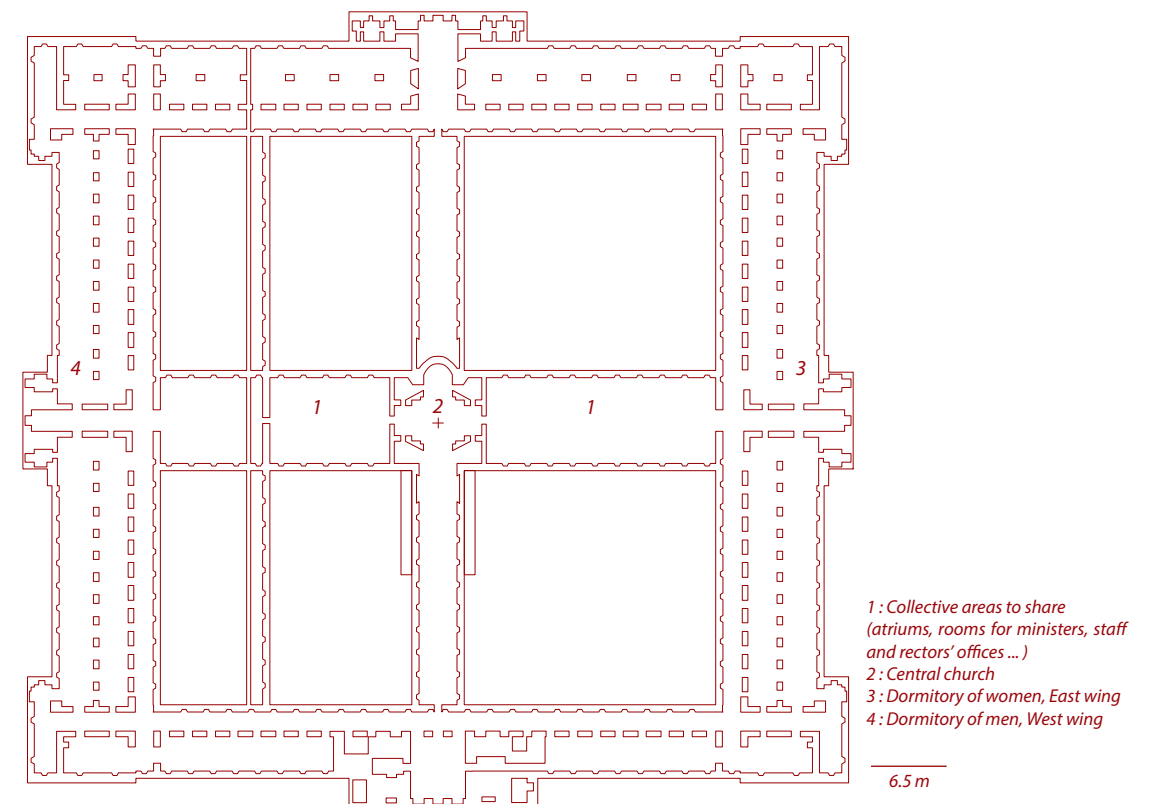 4
3
1
2
1
1 : Collective areas to share
(atriums, rooms for ministers, staff
and rectors' offices ... )
2 : Central church
3 : Dormitory of women, East wing
4 : Dormitory of men, West wing
6.5 m